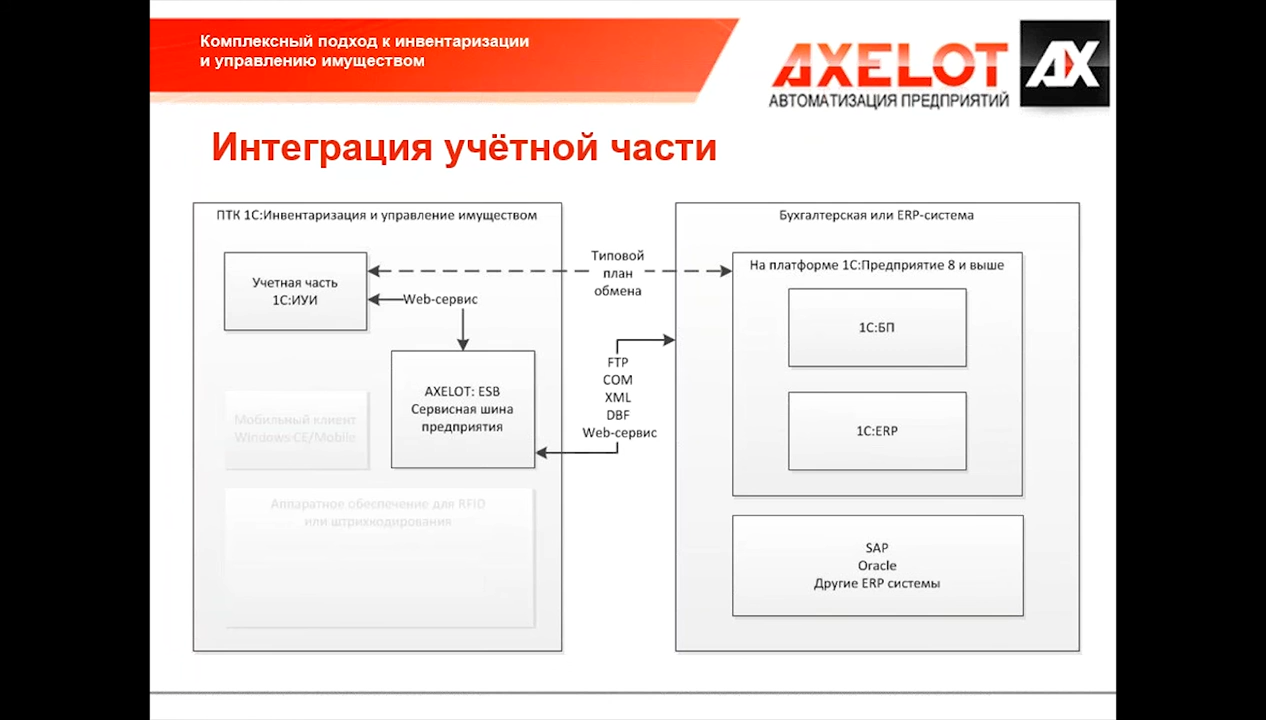 Комплексный подход к инвентаризации
и управлению имуществом
AXELOT
АВТОМАТИЗАЦИЯ ПРЕДПРИЯТИЙ
AX
Интеграция учётной части
ПТК 1С:Инвентаризация и управление имуществом
Учетная часть
1С:ИУИ
Web-сервис
AXELOT: ESB
Сервисная шина
предприятия
Мобильный клиент
Windows CE/Mobile
Аппаратное обеспечение для RFID
или штрихкодирования
Типовой
план
обмена
FTP
COM
XML
DBF
Web-сервис
Бухгалтерская или ERP-система
На платформе 1С:Предприятие 8 и выше
1С:БП
1С:ERP
SAP
Oracle
Другие ERP системы